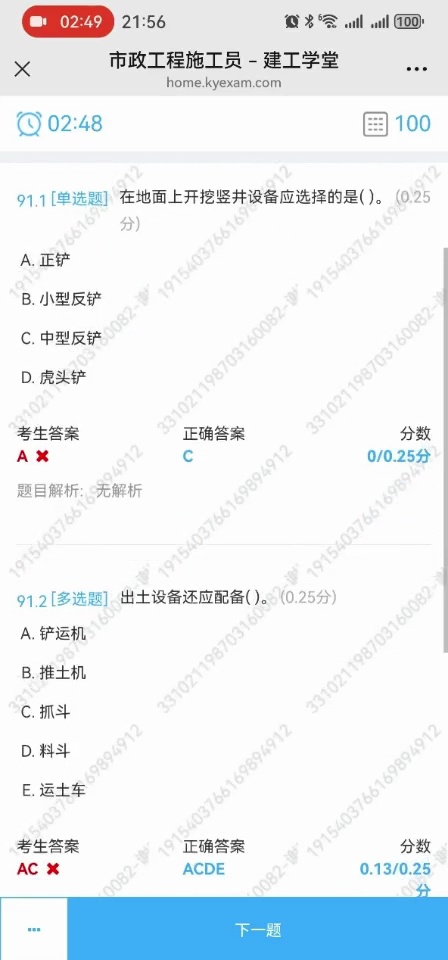 02:49 21:56 6 100
市政工程施工员 - 建工学堂
home.kyexam.com
02:48 100
91.1 [单选题] 在地面上开挖竖井设备应选择的是( )。 (0.25
分)
A. 正铲
B. 小型反铲
C. 中型反铲
D. 虎头铲
考生答案 正确答案 分数
A C 0/0.25分
题目解析: 无解析
91.2 [多选题] 出土设备还应配备( )。 (0.25分)
A. 铲运机
B. 推土机
C. 抓斗
D. 料斗
E. 运土车
考生答案 正确答案 分数
AC ACDE 0.13/0.25
分
下一题
331021198703160082-
1915403766169894912